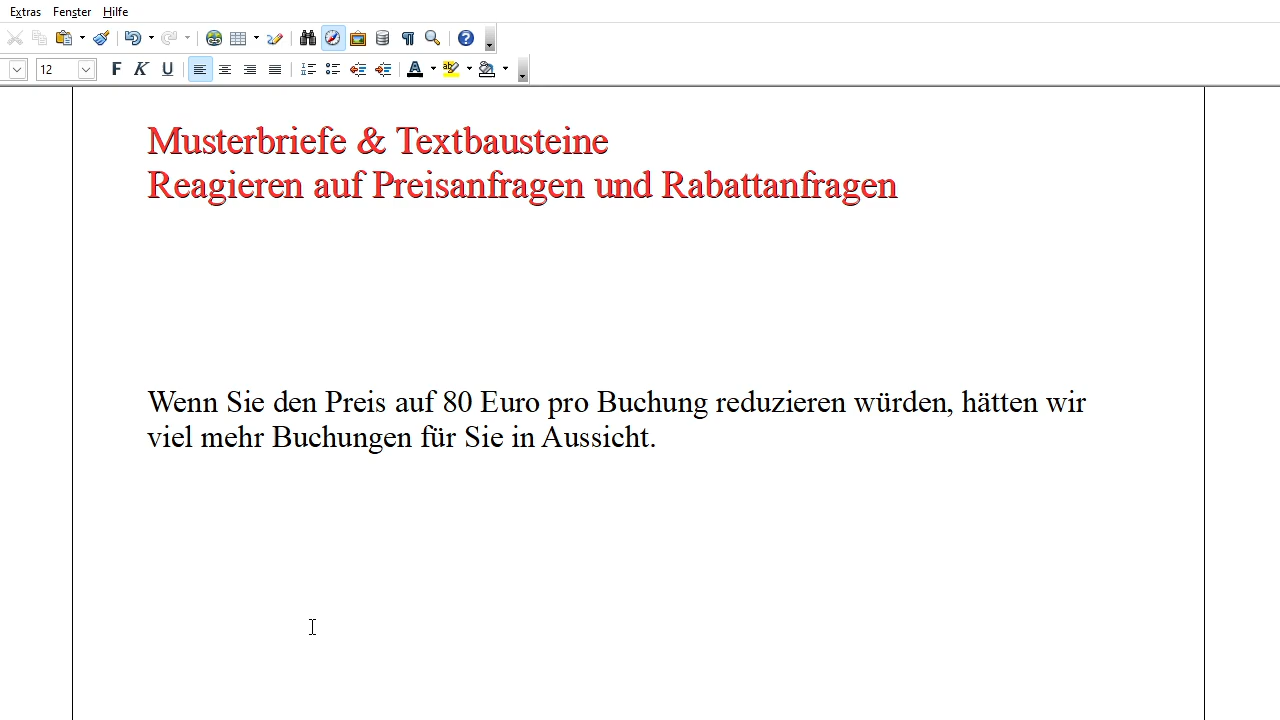 Extras Fenster Hilfe
12 F K U
Musterbriefe & Textbausteine
Reagieren auf Preisanfragen und Rabattanfragen
Wenn Sie den Preis auf 80 Euro pro Buchung reduzieren würden, hätten wir
viel mehr Buchungen für Sie in Aussicht.